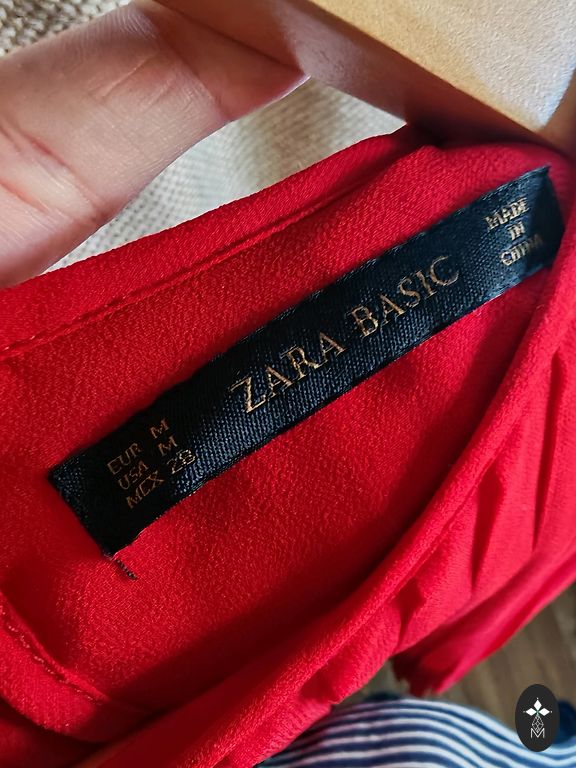 EUR M
USA M
MEX 28
ZARA BASIC
MADE
IN
CHINA
M